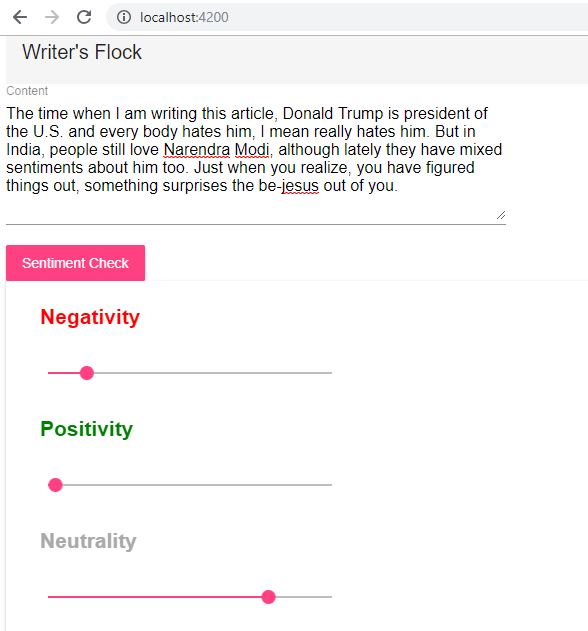 localhost:4200
Writer's Flock
Content
The time when I am writing this article, Donald Trump is president of
the U.S. and every body hates him, I mean really hates him. But in
India, people still love Narendra Modi, although lately they have mixed
sentiments about him too. Just when you realize, you have figured
things out, something surprises the be-jesus out of you.
Sentiment Check
Negativity
Positivity
Neutrality